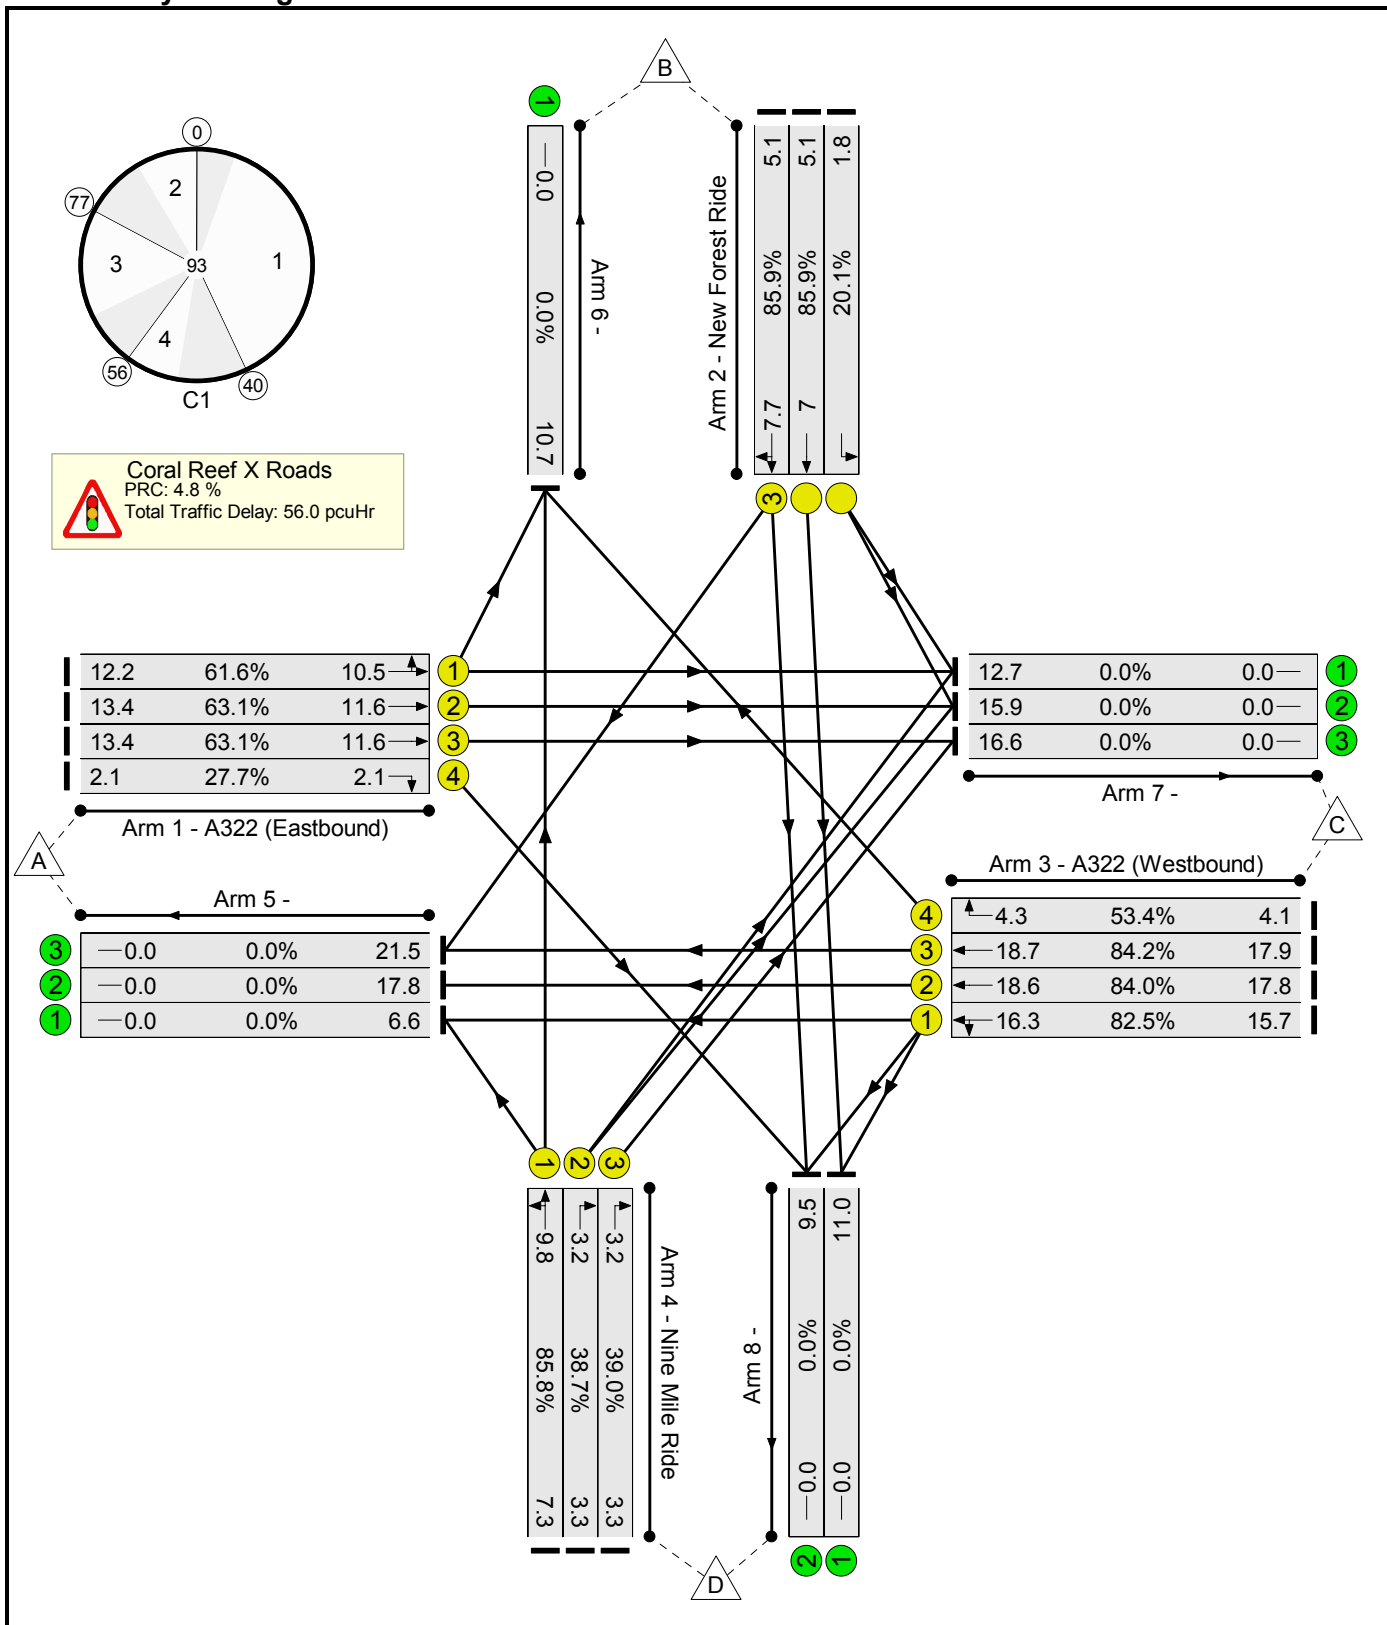 B
1
0.0
0.0%
10.7
Arm 6 -
Arm 2 - New Forest Ride
5.1
85.9%
7.7
5.1
85.9%
7
1.8
20.1%
3
0
77
2
3
93
1
4
56
40
C1
Coral Reef X Roads
PRC: 4.8 %
Total Traffic Delay: 56.0 pcuHr
12.2 61.6% 10.5 1
13.4 63.1% 11.6 2
13.4 63.1% 11.6 3
2.1 27.7% 2.1 4
Arm 1 - A322 (Eastbound)
A
Arm 5 -
3 0.0 0.0% 21.5
2 0.0 0.0% 17.8
1 0.0 0.0% 6.6
12.7 0.0% 0.0 1
15.9 0.0% 0.0 2
16.6 0.0% 0.0 3
Arm 7 -
C
Arm 3 - A322 (Westbound)
4 4.3 53.4% 4.1
3 18.7 84.2% 17.9
2 18.6 84.0% 17.8
1 16.3 82.5% 15.7
1 2 3
9.8 85.8% 7.3
3.2 38.7% 3.3
3.2 39.0% 3.3
Arm 4 - Nine Mile Ride
Arm 8 -
9.5 0.0% 0.0
11.0 0.0% 0.0
2 1
D